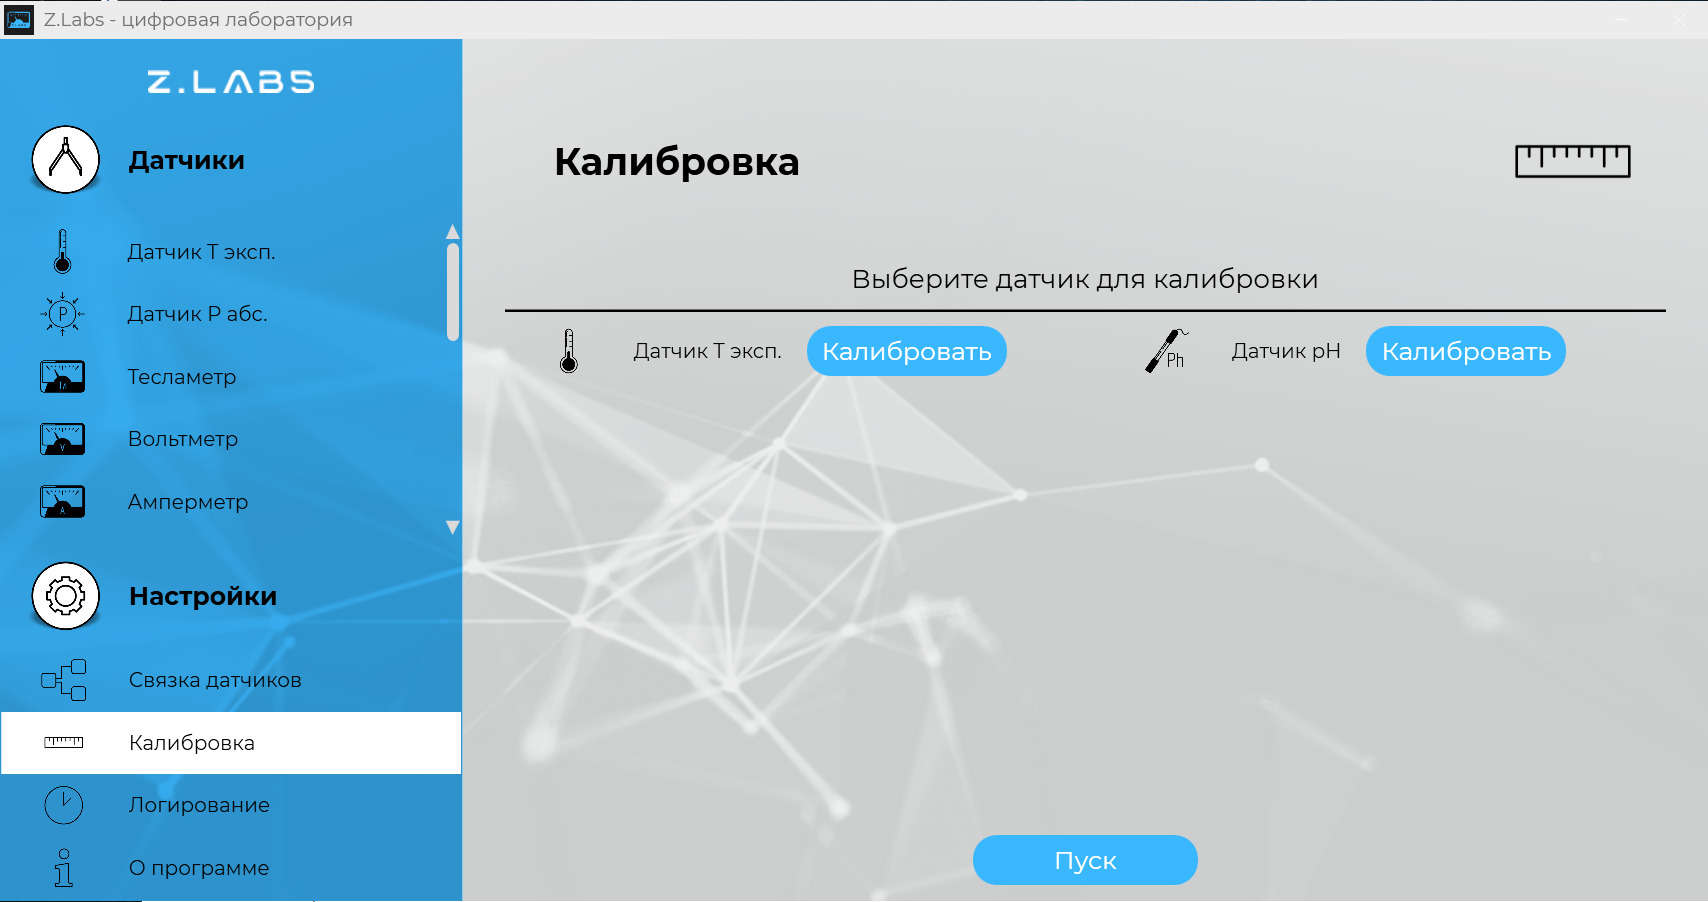 Z.Labs - цифровая лаборатория
Z.LABS
Датчики
Датчик Т эксп.
Датчик Р абс.
Тесламетр
Вольтметр
Амперметр
Настройки
Связка датчиков
Калибровка
Логирование
О программе
Калибровка
Выберите датчик для калибровки
Датчик Т эксп. Калибровать
Ph Датчик pH Калибровать
Пуск